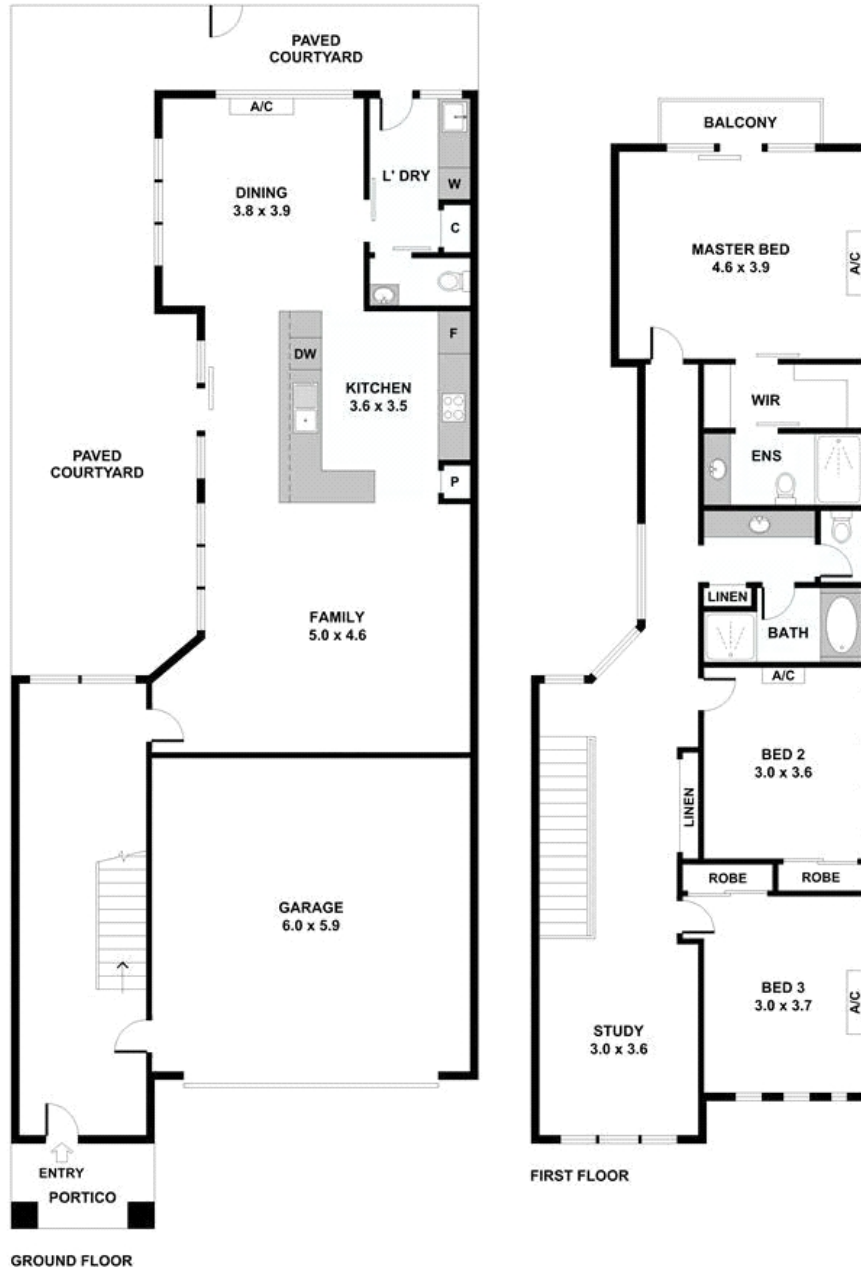 PAVED
COURTYARD
A/C
L' DRY
W
C
DINING
3.8 x 3.9
F
DW
KITCHEN
3.6 x 3.5
P
PAVED
COURTYARD
FAMILY
5.0 x 4.6
GARAGE
6.0 x 5.9
ENTRY
PORTICO
GROUND FLOOR
BALCONY
MASTER BED
4.6 x 3.9
A/C
WIR
ENS
LINEN
BATH
A/C
BED 2
3.0 x 3.6
LINEN
ROBE
ROBE
BED 3
3.0 x 3.7
A/C
STUDY
3.0 x 3.6
FIRST FLOOR